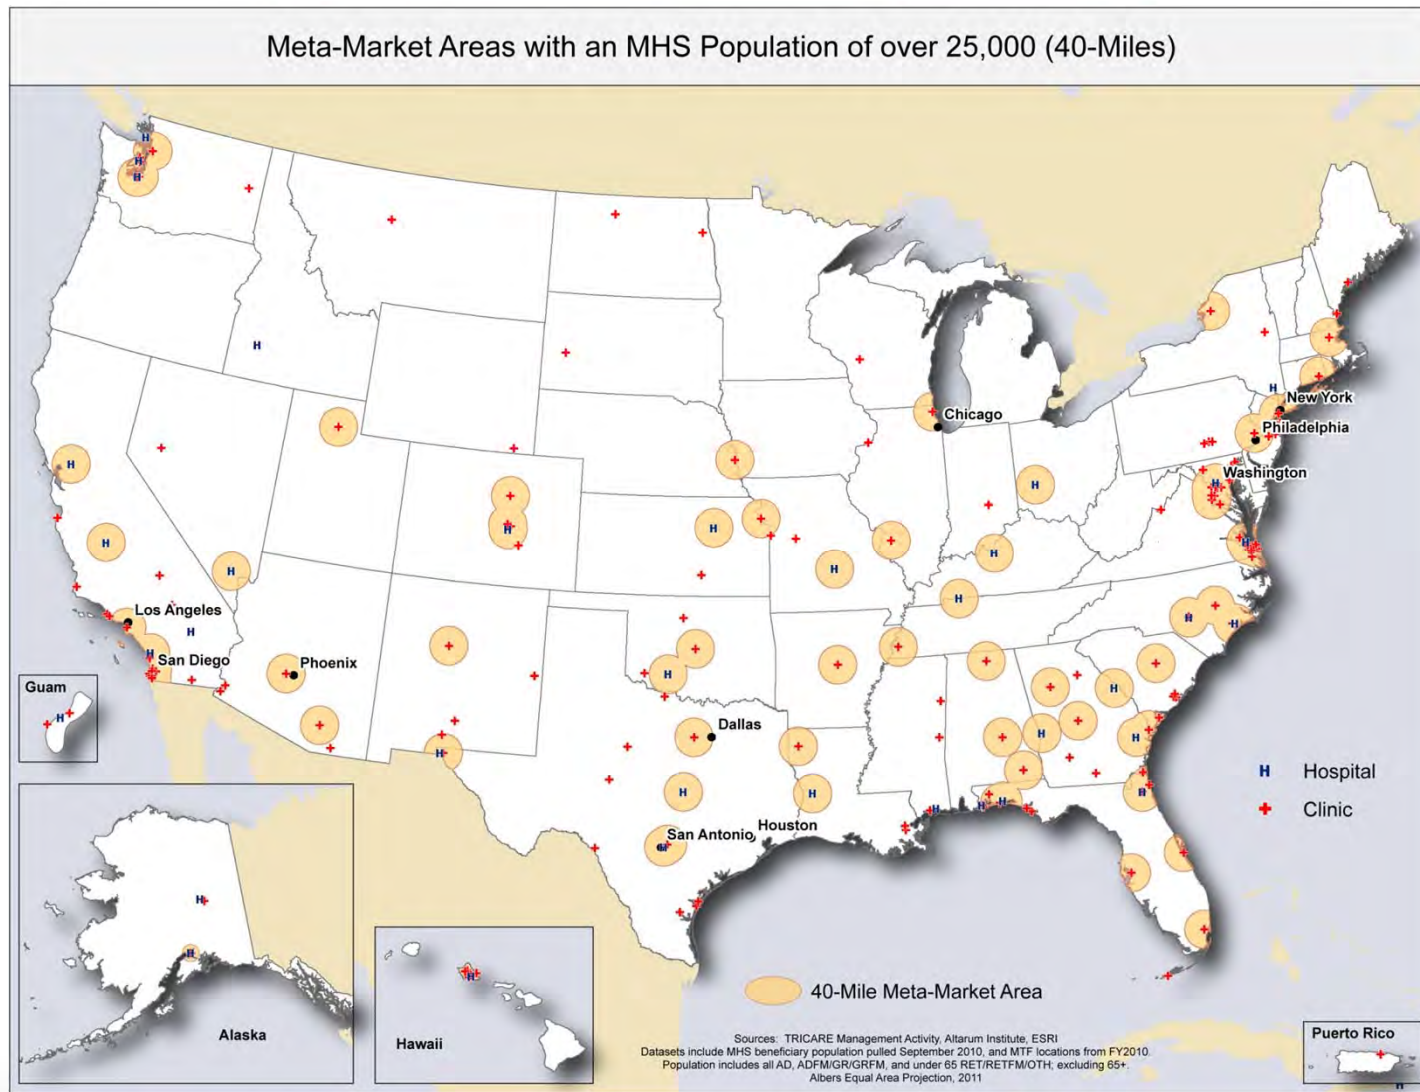 Meta-Market Areas with an MHS Population of over 25,000 (40-Miles)
Chicago
New York
Philadelphia
Washington
Los Angeles
San Diego
Phoenix
Guam
Dallas
Houston
San Antonio
H Hospital
Clinic
Alaska
Hawaii
40-Mile Meta-Market Area
Puerto Rico
Sources: TRICARE Management Activity, Altarum Institute, ESRI
Datasets include MHS beneficiary population pulled September 2010, and MTF locations from FY2010.
Population includes all AD, ADFM/GR/GRFM, and under 65 RET/RETFM/OTH; excluding 65+.
Albers Equal Area Projection, 2011